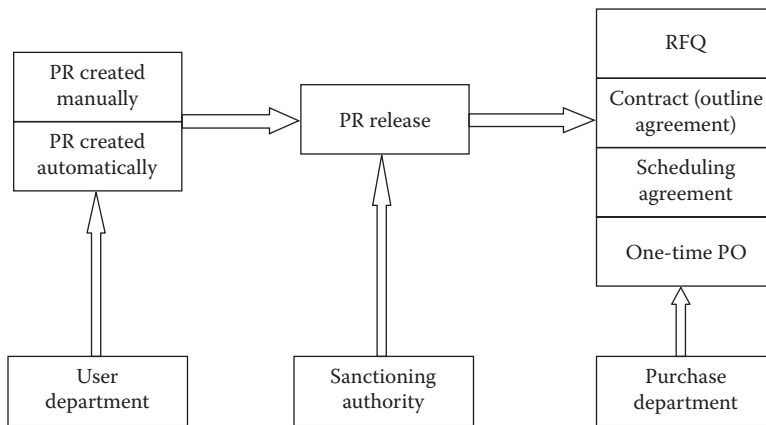 PR created
manually
PR created
automatically
PR release
RFQ
Contract (outline
agreement)
Scheduling
agreement
One-time PO
User
department
Sanctioning
authority
Purchase
department